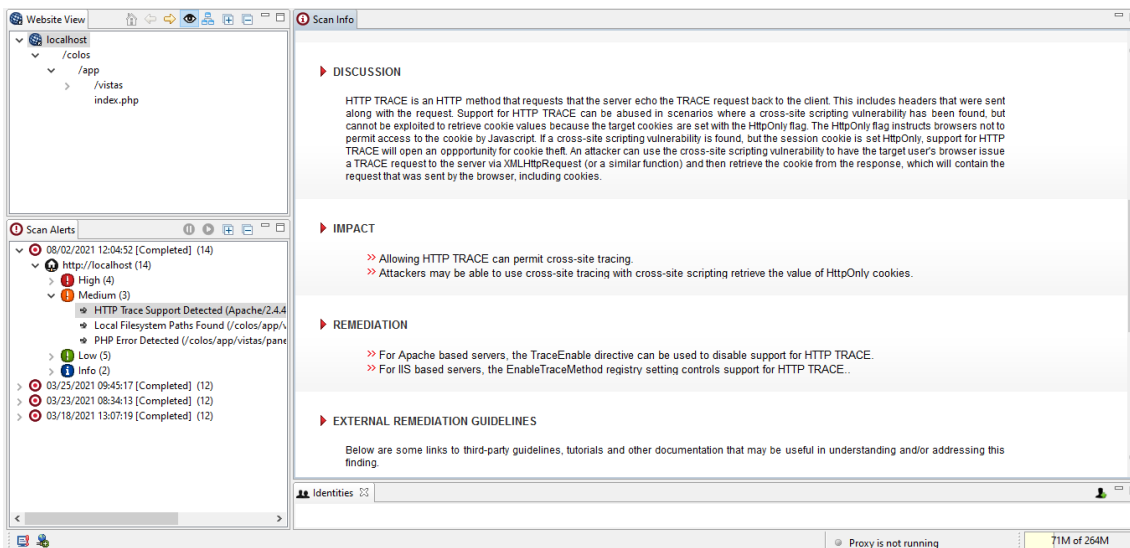 Website View
localhost
/colos
/app
/vistas
index.php
Scan Alerts
08/02/2021 12:04:52 [Completed] (14)
http://localhost (14)
High (4)
Medium (3)
HTTP Trace Support Detected (Apache/2.4.4
Local Filesystem Paths Found (/colos/app/v
PHP Error Detected (/colos/app/vistas/pane
Low (5)
Info (2)
03/25/2021 09:45:17 [Completed] (12)
03/23/2021 08:34:13 [Completed] (12)
03/18/2021 13:07:19 [Completed] (12)
Scan Info
DISCUSSION
HTTP TRACE is an HTTP method that requests that the server echo the TRACE request back to the client. This includes headers that were sent
along with the request. Support for HTTP TRACE can be abused in scenarios where a cross-site scripting vulnerability has been found, but
cannot be exploited to retrieve cookie values because the target cookies are set with the HttpOnly flag. The HttpOnly flag instructs browsers not to
permit access to the cookie by Javascript. If a cross-site scripting vulnerability is found, but the session cookie is set HttpOnly, support for HTTP
TRACE will open an oppportunity for cookie theft. An attacker can use the cross-site scripting vulnerability to have the target user's browser issue
a TRACE request to the server via XMLHttpRequest (or a similar function) and then retrieve the cookie from the response, which will contain the
request that was sent by the browser, including cookies.
IMPACT
>> Allowing HTTP TRACE can permit cross-site tracing.
>> Attackers may be able to use cross-site tracing with cross-site scripting retrieve the value of HttpOnly cookies.
REMEDIATION
>> For Apache based servers, the TraceEnable directive can be used to disable support for HTTP TRACE.
>> For IIS based servers, the EnableTraceMethod registry setting controls support for HTTP TRACE..
EXTERNAL REMEDIATION GUIDELINES
Below are some links to third-party guidelines, tutorials and other documentation that may be useful in understanding and/or addressing this
finding.
Identities
Proxy is not running
71M of 264M